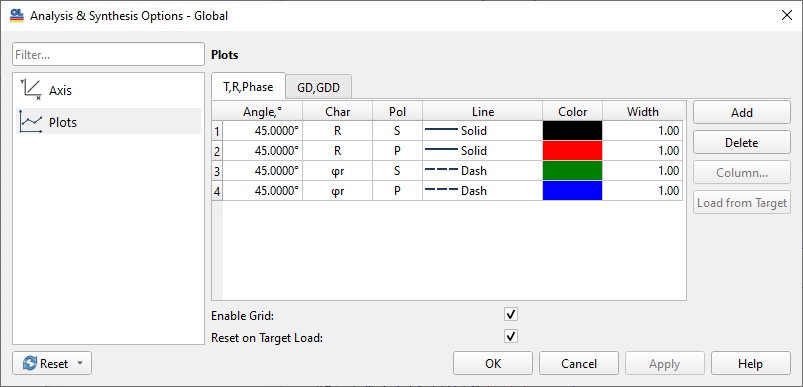 Analysis & Synthesis Options - Global
Filter...
Axis
Plots
Plots
T,R,Phase GD,GDD
Angle,° Char Pol Line Color Width
1 45.0000° R S Solid 1.00
2 45.0000° R P Solid 1.00
3 45.0000° φr S Dash 1.00
4 45.0000° φr P Dash 1.00
Add
Delete
Column...
Load from Target
Enable Grid:
Reset on Target Load:
Reset OK Cancel Apply Help